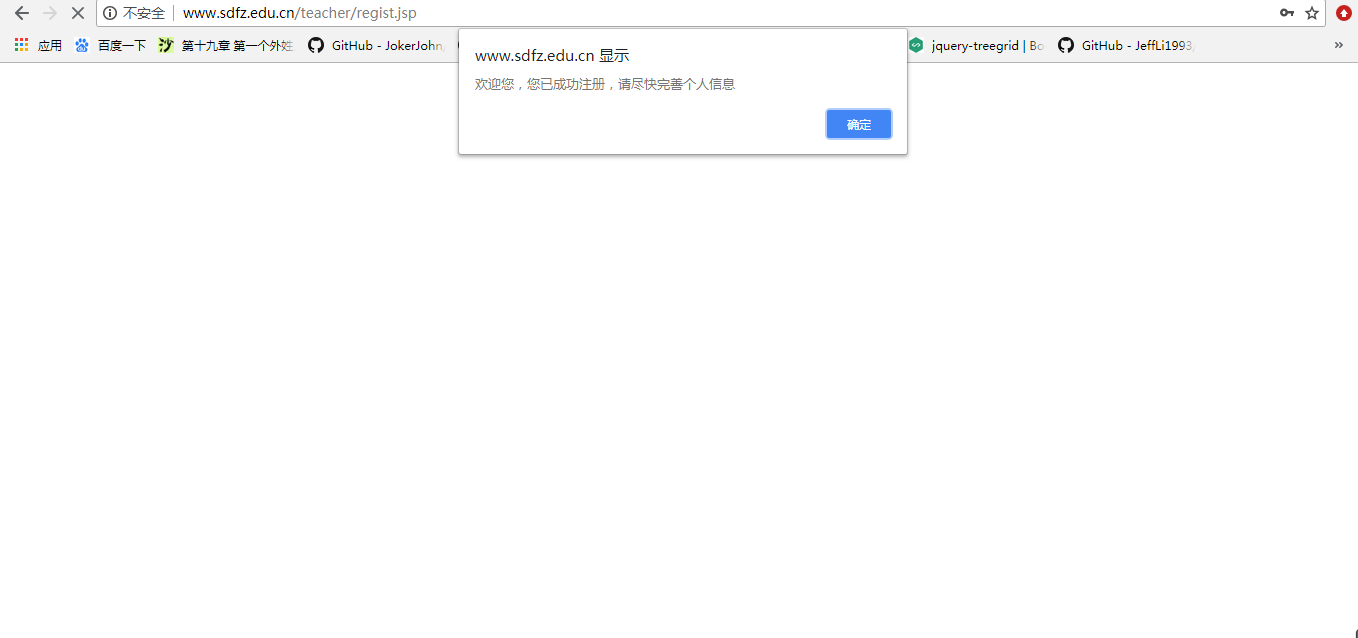 不安全 www.sdfz.edu.cn/teacher/regist.jsp
应用 百度一下 第十九章 第一个外姓 GitHub - JokerJohn jquery-treegrid | Bo GitHub - JeffLi1993
www.sdfz.edu.cn 显示
欢迎您，您已成功注册，请尽快完善个人信息
确定